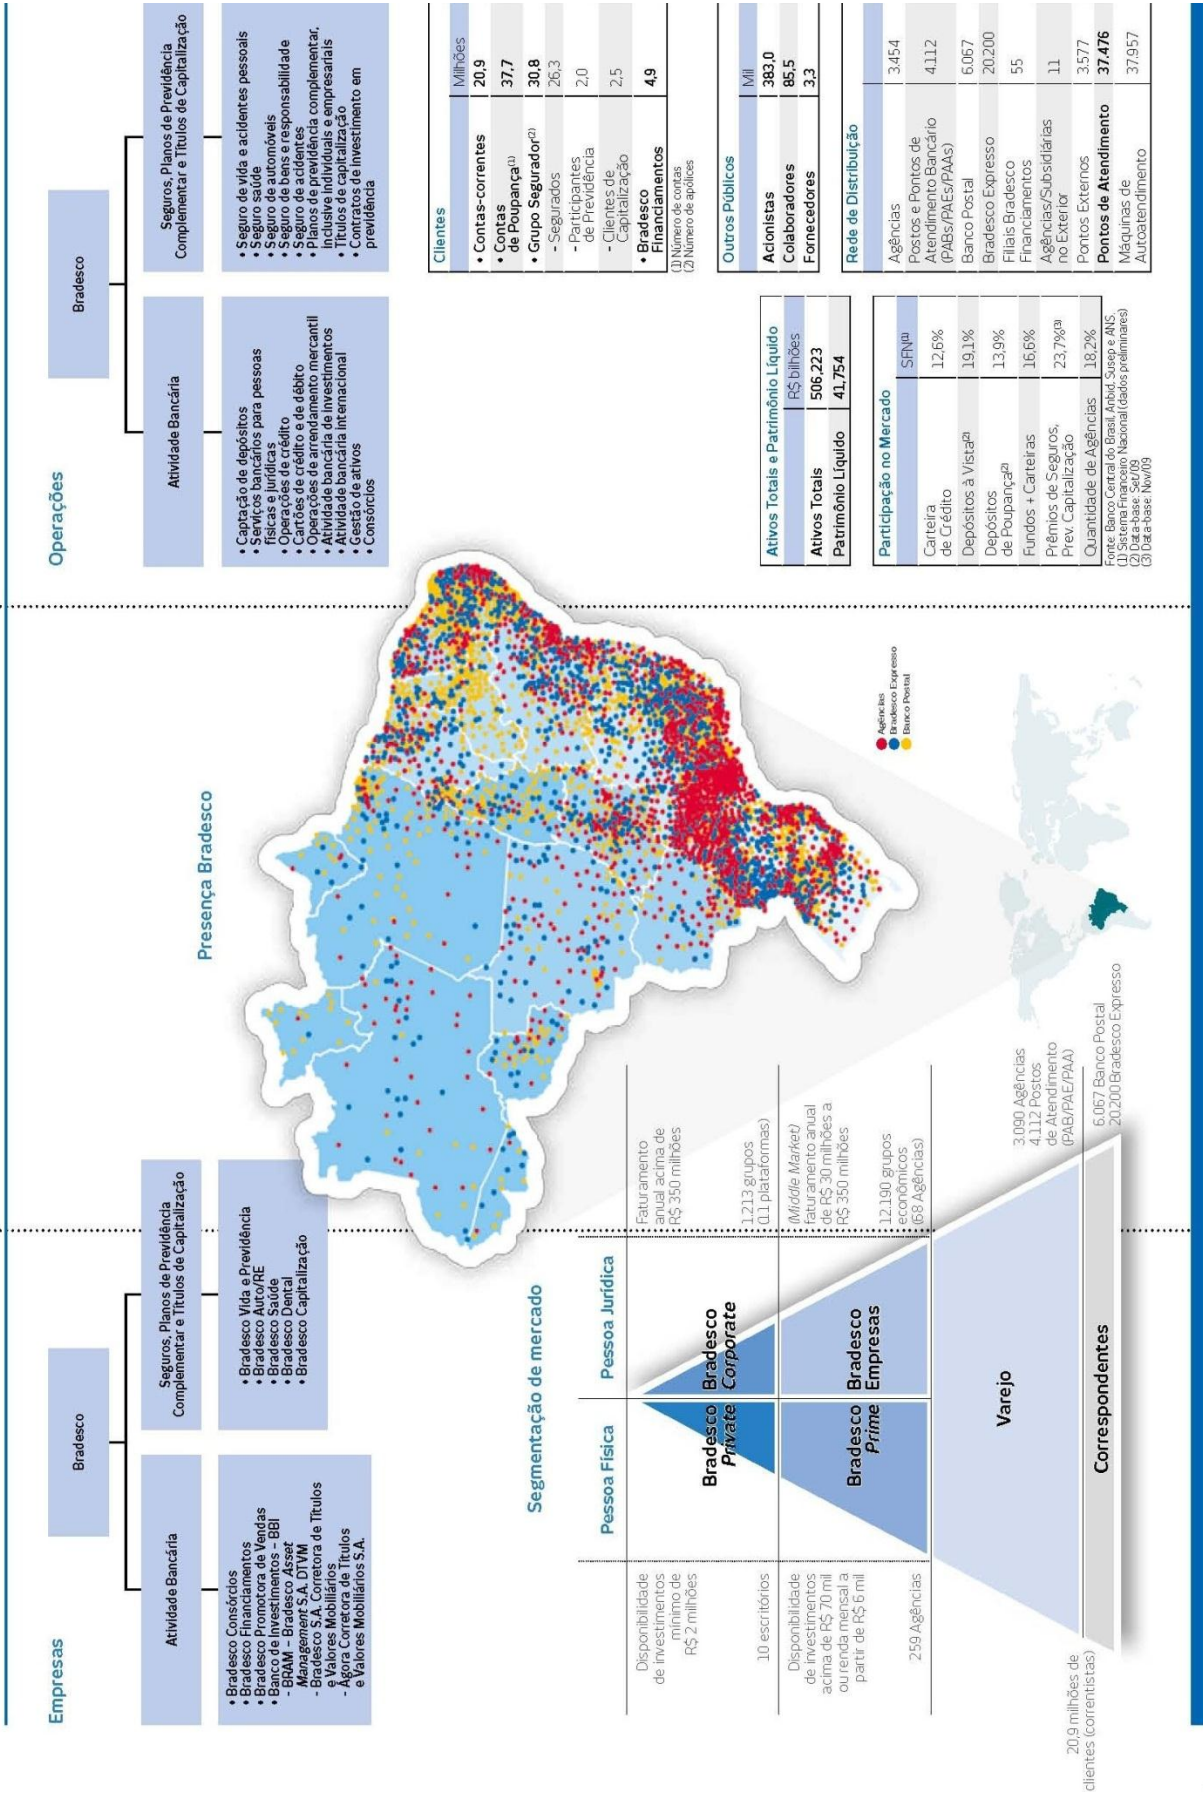 Empresas
Bradesco
Atividade Bancária
• Bradesco Consórcios
• Bradesco Financiamentos
• Bradesco Promotora de Vendas
• Banco de Investimentos – BBI
- BRAM – Bradesco Asset
Management S.A. DTVM
- Bradesco S.A. Corretora de Títulos
e Valores Mobiliários
- Ágora Corretora de Títulos
e Valores Mobiliários S.A.
Seguros, Planos de Previdência
Complementar e Títulos de Capitalização
• Bradesco Vida e Previdência
• Bradesco Auto/RE
• Bradesco Saúde
• Bradesco Dental
• Bradesco Capitalização
Segmentação de mercado
Pessoa Física
Pessoa Jurídica
Disponibilidade
de investimentos
mínimo de
R$ 2 milhões
10 escritórios
Bradesco
Private
Bradesco
Corporate
Faturamento
anual acima de
R$ 350 milhões
1.213 grupos
(11 plataformas)
Disponibilidade
de investimentos
acima de R$ 70 mil
ou renda mensal a
partir de R$ 6 mil
259 Agências
Bradesco
Prime
Bradesco
Empresas
(Middle Market)
faturamento anual
de R$ 30 milhões a
R$ 350 milhões
12.190 grupos
econômicos
(68 Agências)
Varejo
3.090 Agências
4.112 Postos
de Atendimento
(PAB/PAE/PAA)
20,9 milhões de
clientes (correntistas)
Correspondentes
6.067 Banco Postal
20.200 Bradesco Expresso
Presença Bradesco
Agências
Bradesco Expresso
Banco Postal
Operações
Bradesco
Atividade Bancária
• Captação de depósitos
• Serviços bancários para pessoas
físicas e jurídicas
• Operações de crédito
• Cartões de crédito e de débito
• Operações de arrendamento mercantil
• Atividade bancária de investimentos
• Atividade bancária internacional
• Gestão de ativos
• Consórcios
Seguros, Planos de Previdência
Complementar e Títulos de Capitalização
• Seguro de vida e acidentes pessoais
• Seguro saúde
• Seguro de automóveis
• Seguro de bens e responsabilidade
• Seguro de acidentes
• Planos de previdência complementar,
inclusive individuais e empresariais
• Títulos de capitalização
• Contratos de investimento em
previdência
Clientes
Milhões
• Contas-correntes 20,9
• Contas
de Poupança(1) 37,7
• Grupo Segurador(2) 30,8
- Segurados 26,3
- Participantes
de Previdência 2,0
- Clientes de
Capitalização 2,5
• Bradesco
Financiamentos 4,9
(1) Número de contas
(2) Número de apólices
Ativos Totais e Patrimônio Líquido
R$ bilhões
Ativos Totais 506,223
Patrimônio Líquido 41,754
Outros Públicos
Mil
Acionistas 383,0
Colaboradores 85,5
Fornecedores 3,3
Participação no Mercado
SFN(1)
Carteira
de Crédito 12,6%
Depósitos à Vista(2) 19,1%
Depósitos
de Poupança(2) 13,9%
Fundos + Carteiras 16,6%
Prêmios de Seguros,
Prev. Capitalização 23,7%(3)
Quantidade de Agências 18,2%
Fonte: Banco Central do Brasil, Anbid, Susep e ANS.
(1) Sistema Financeiro Nacional (dados preliminares)
(2) Data-base: Set/09
(3) Data-base: Nov/09
Rede de Distribuição
Agências 3.454
Postos e Pontos de
Atendimento Bancário
(PABs/PAEs/PAAs) 4.112
Banco Postal 6.067
Bradesco Expresso 20.200
Filiais Bradesco
Financiamentos 55
Agências/Subsidiárias
no Exterior 11
Pontos Externos 3.577
Pontos de Atendimento 37.476
Máquinas de
Autoatendimento 37.957